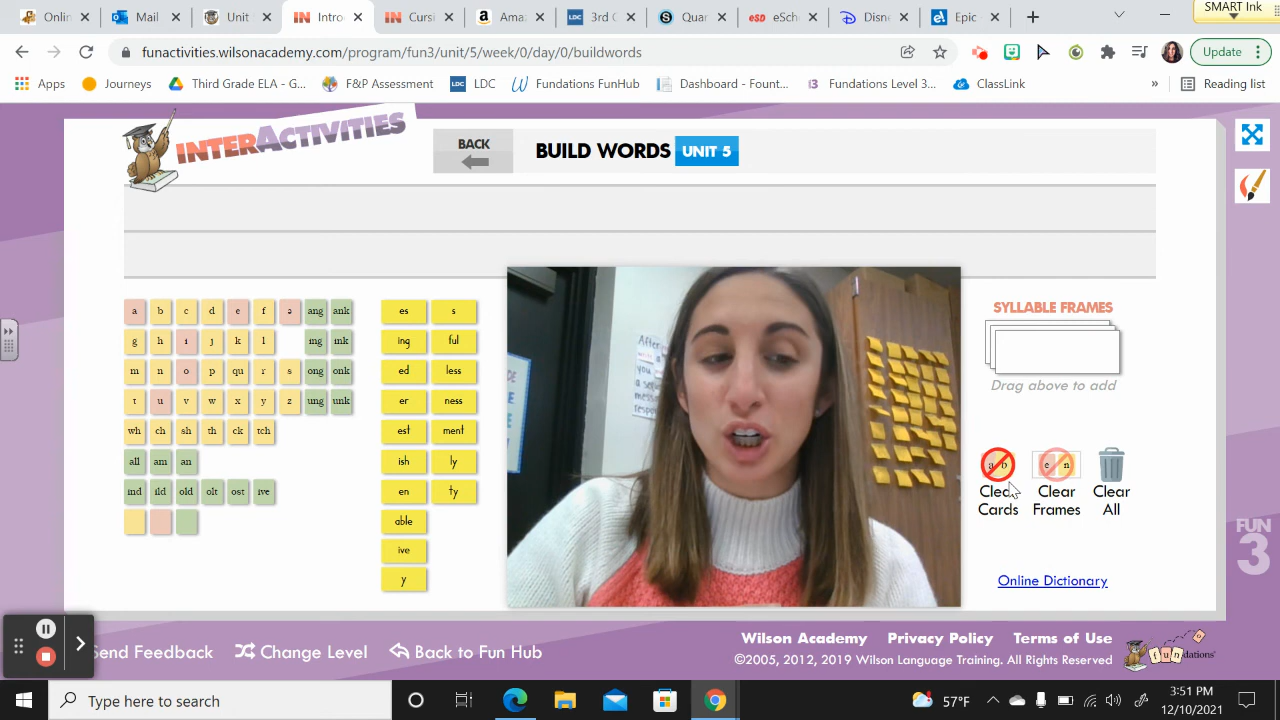 Onlin
Mail
Unit
Intro
Cursi
Ama
3rd G
Quar
eSch
Disne
Epic
SMART Ink
funactivities.wilsonacademy.com/program/fun3/unit/5/week/0/day/0/buildwords
Update
Apps
Journeys
Third Grade ELA - G...
F&P Assessment
LDC
Fundations FunHub
Dashboard - Fount...
Fundations Level 3...
ClassLink
Reading list
INTERACTIVITIES
BACK
BUILD WORDS UNIT 5
a b c d e f ə ang ank
g h i j k l ing ink
m n o p qu r s ong onk
t u v w x y z ung unk
wh ch sh th ck tch
all am an
ind ild old olt ost ive
es s
ing ful
ed less
er ness
est ment
ish ly
en ty
able
ive
y
After
you
SYLLABLE FRAMES
Drag above to add
a b
e n
Clear Cards
Clear Frames
Clear All
Online Dictionary
FUN
3
Send Feedback
Change Level
Back to Fun Hub
Wilson Academy Privacy Policy Terms of Use
©2005, 2012, 2019 Wilson Language Training. All Rights Reserved
fundations
Type here to search
57°F
3:51 PM
12/10/2021